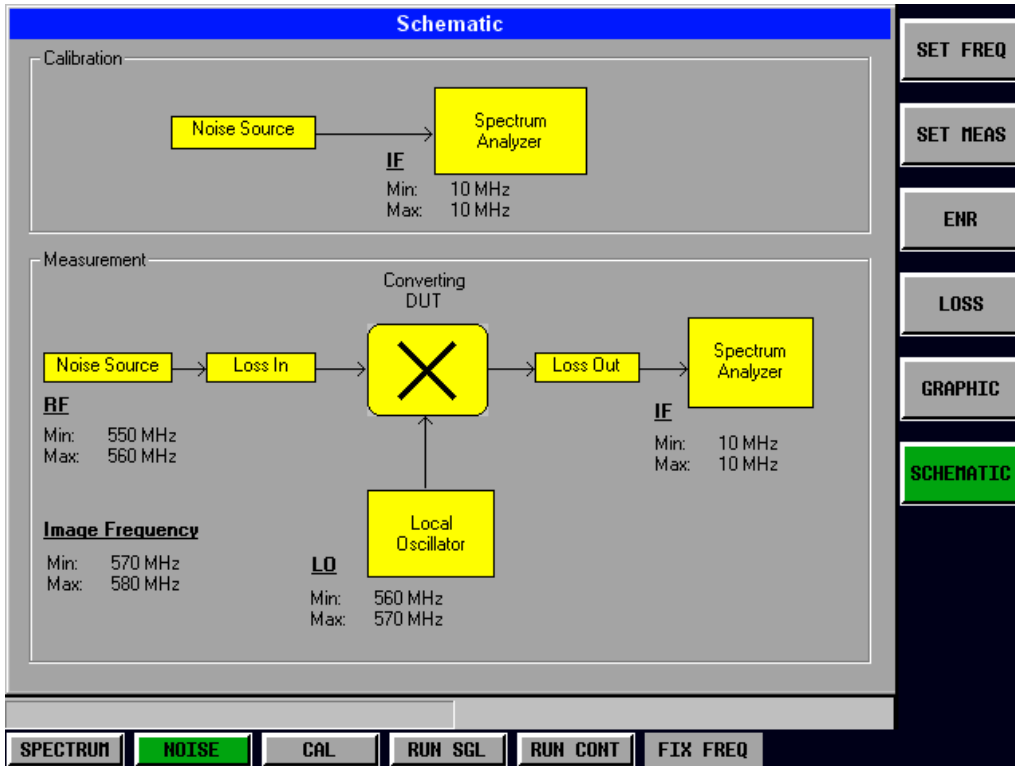 Schematic
Calibration
Noise Source
Spectrum
Analyzer
IF
Min: 10 MHz
Max: 10 MHz
Measurement
Converting
DUT
Noise Source
Loss In
Loss Out
Spectrum
Analyzer
RF
Min: 550 MHz
Max: 560 MHz
IF
Min: 10 MHz
Max: 10 MHz
Image Frequency
Min: 570 MHz
Max: 580 MHz
Local
Oscillator
LO
Min: 560 MHz
Max: 570 MHz
SET FREQ
SET MEAS
ENR
LOSS
GRAPHIC
SCHEMATIC
SPECTRUM
NOISE
CAL
RUN SGL
RUN CONT
FIX FREQ